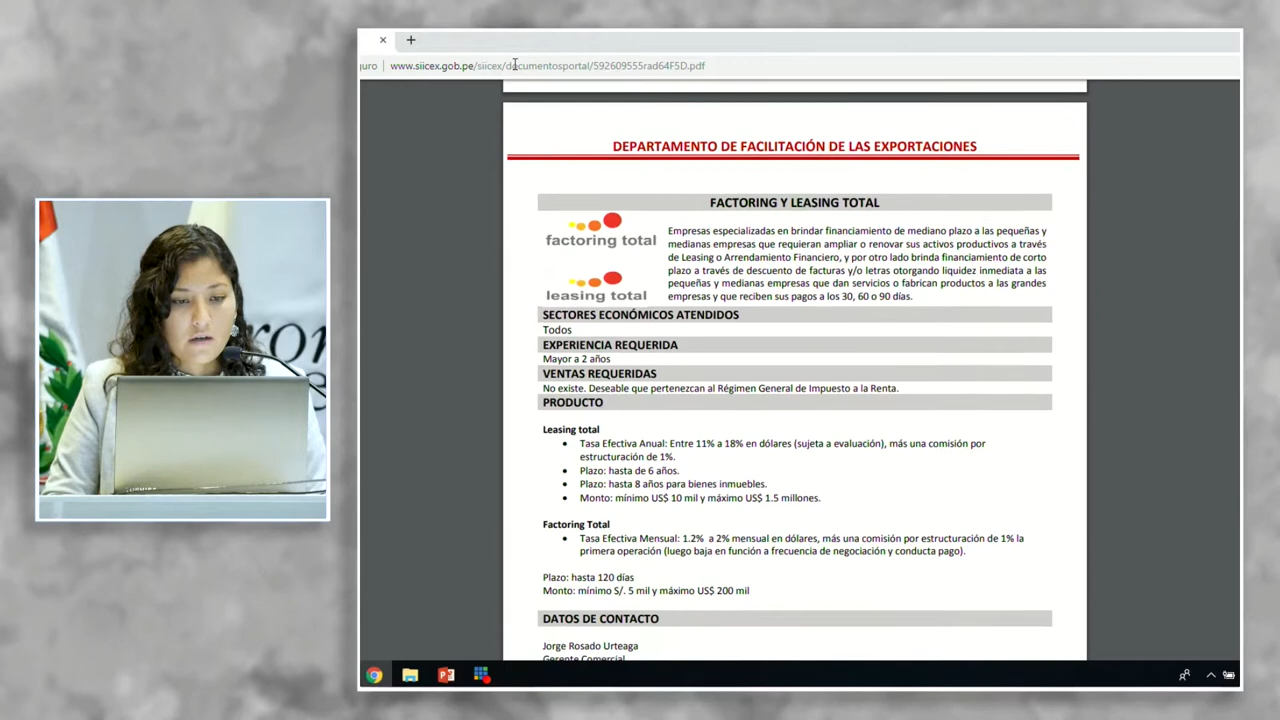 guro | www.siicex.gob.pe/siicex/documentosportal/592609555rad64F5D.pdf
DEPARTAMENTO DE FACILITACIÓN DE LAS EXPORTACIONES
FACTORING Y LEASING TOTAL
factoring total
leasing total
Empresas especializadas en brindar financiamiento de mediano plazo a las pequeñas y
medianas empresas que requieran ampliar o renovar sus activos productivos a través
de Leasing o Arrendamiento Financiero, y por otro lado brinda financiamiento de corto
plazo a través de descuento de facturas y/o letras otorgando liquidez inmediata a las
pequeñas y medianas empresas que dan servicios o fabrican productos a las grandes
empresas y que reciben sus pagos a los 30, 60 o 90 días.
SECTORES ECONÓMICOS ATENDIDOS
Todos
EXPERIENCIA REQUERIDA
Mayor a 2 años
VENTAS REQUERIDAS
No existe. Deseable que pertenezcan al Régimen General de Impuesto a la Renta.
PRODUCTO
Leasing total
• Tasa Efectiva Anual: Entre 11% a 18% en dólares (sujeta a evaluación), más una comisión por
estructuración de 1%.
• Plazo: hasta de 6 años.
• Plazo: hasta 8 años para bienes inmuebles.
• Monto: mínimo US$ 10 mil y máximo US$ 1.5 millones.
Factoring Total
• Tasa Efectiva Mensual: 1.2% a 2% mensual en dólares, más una comisión por estructuración de 1% la
primera operación (luego baja en función a frecuencia de negociación y conducta pago).
Plazo: hasta 120 días
Monto: mínimo S/. 5 mil y máximo US$ 200 mil
DATOS DE CONTACTO
Jorge Rosado Urteaga
Gerente Comercial